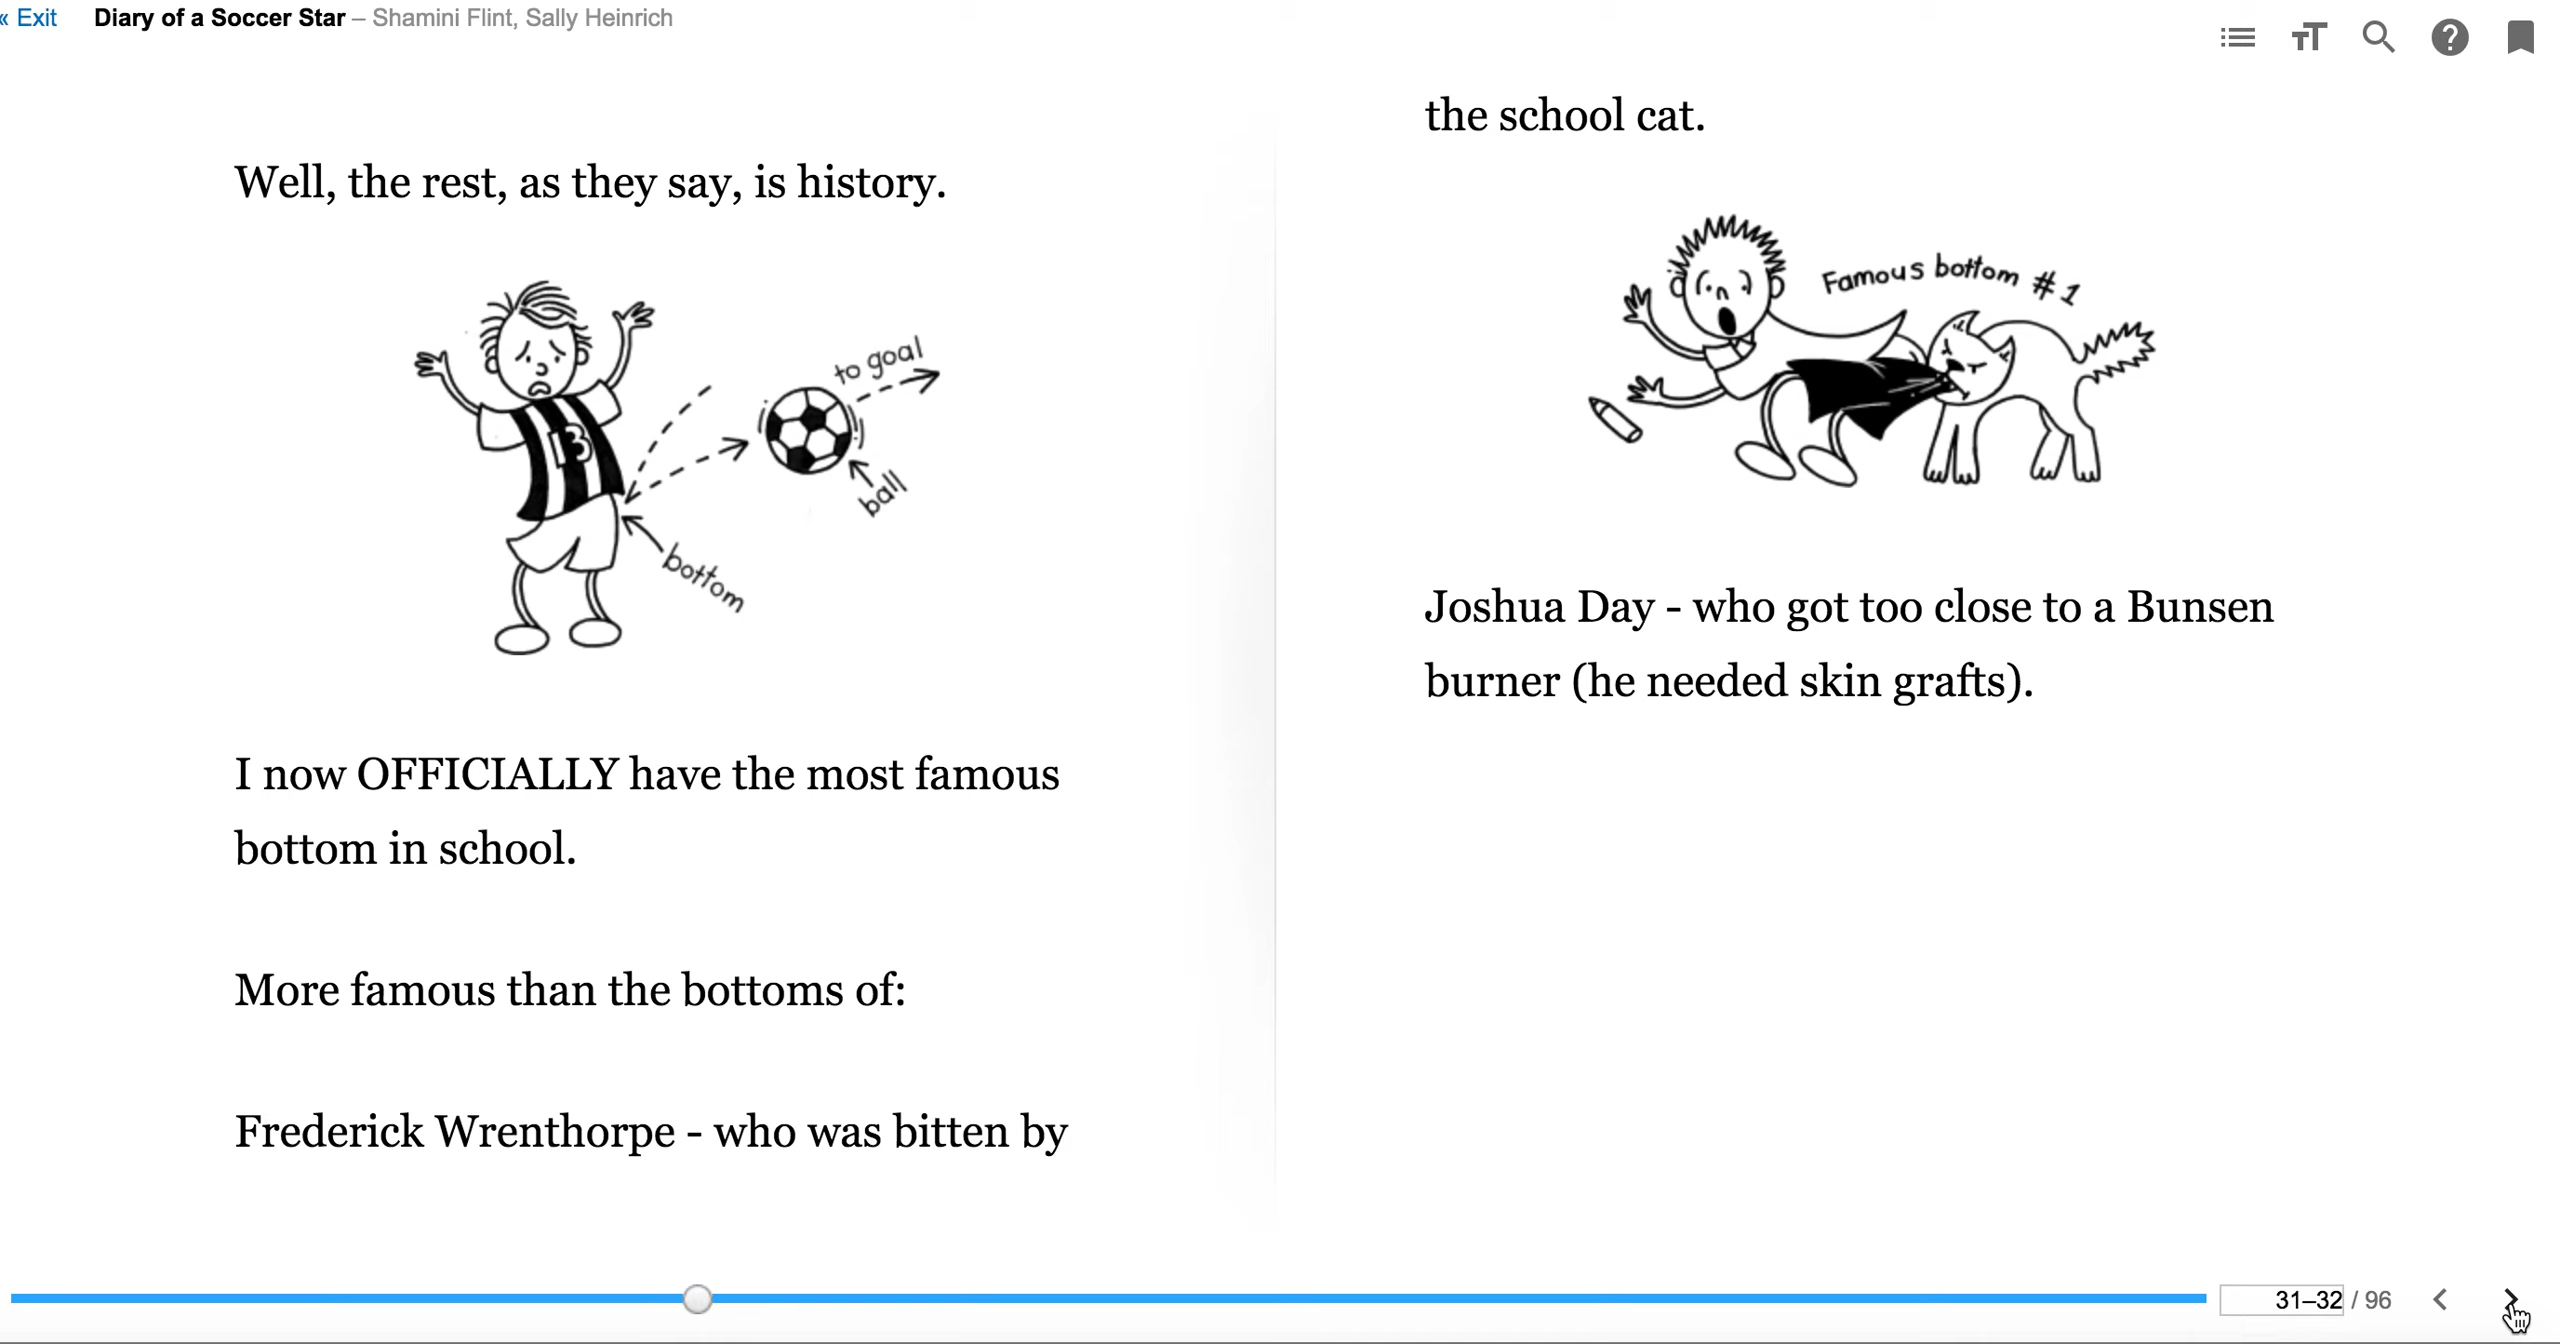 « Exit Diary of a Soccer Star – Shamini Flint, Sally Heinrich
Well, the rest, as they say, is history.
13
to goal
ball
bottom
I now OFFICIALLY have the most famous
bottom in school.
More famous than the bottoms of:
Frederick Wrenthorpe - who was bitten by
the school cat.
Famous bottom #1
Joshua Day - who got too close to a Bunsen
burner (he needed skin grafts).
31–32 / 96